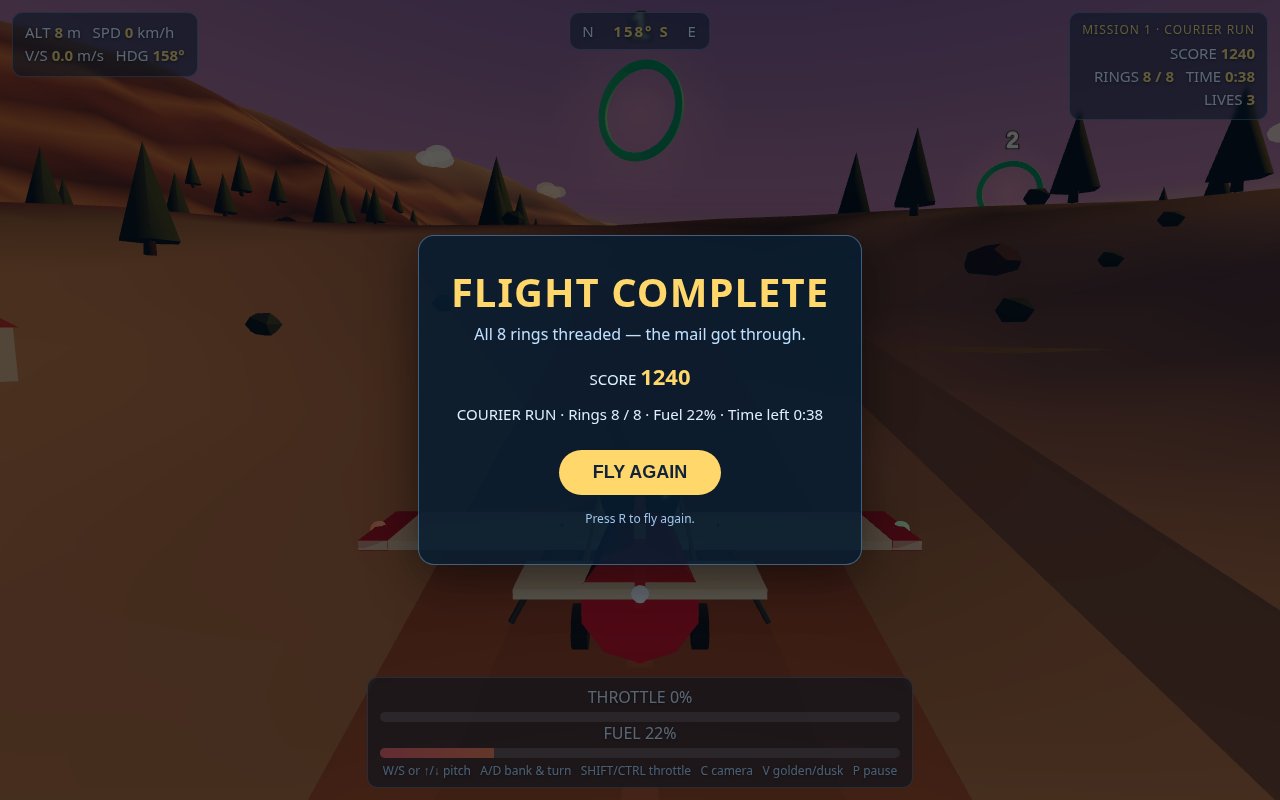 ALT 8 m SPD 0 km/h
V/S 0.0 m/s HDG 158°
N 158° S E
MISSION 1 · COURIER RUN
SCORE 1240
RINGS 8 / 8 TIME 0:38
LIVES 3
2
FLIGHT COMPLETE
All 8 rings threaded — the mail got through.
SCORE 1240
COURIER RUN · Rings 8 / 8 · Fuel 22% · Time left 0:38
FLY AGAIN
Press R to fly again.
THROTTLE 0%
FUEL 22%
W/S or ↑/↓ pitch A/D bank & turn SHIFT/CTRL throttle C camera V golden/dusk P pause